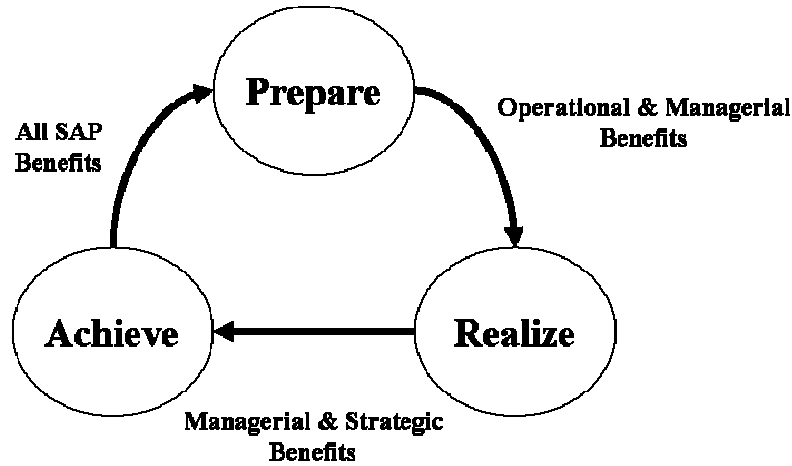 Prepare
Operational & Managerial
Benefits
All SAP
Benefits
Achieve
Realize
Managerial & Strategic
Benefits